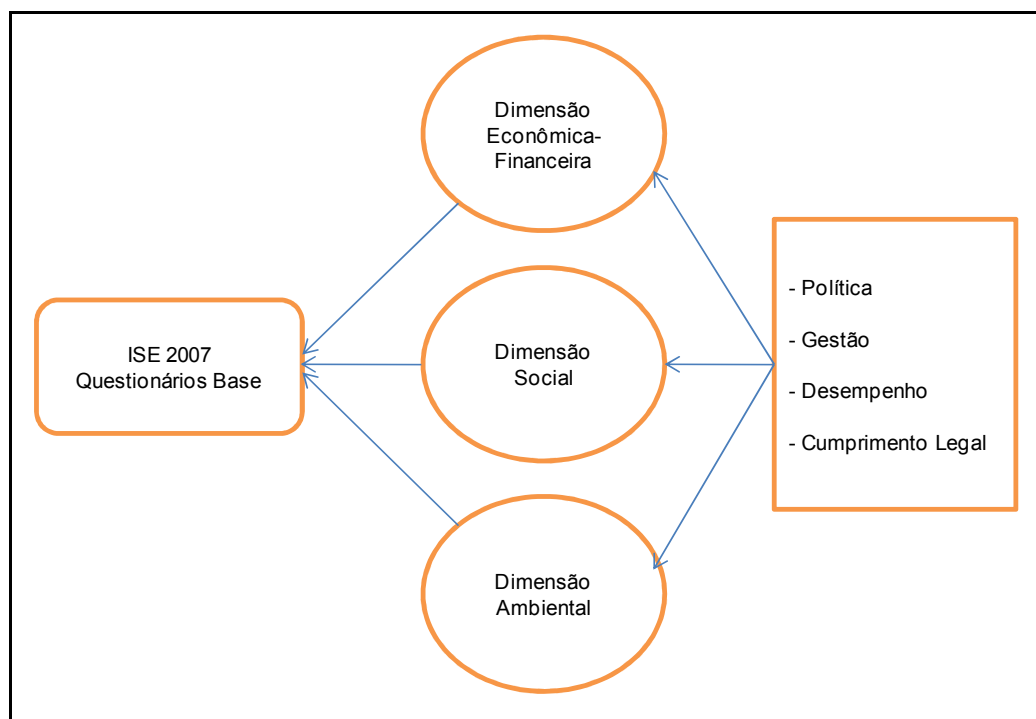 Dimensão
Econômica-
Financeira
ISE 2007
Questionários Base
Dimensão
Social
Dimensão
Ambiental
- Política
- Gestão
- Desempenho
- Cumprimento Legal